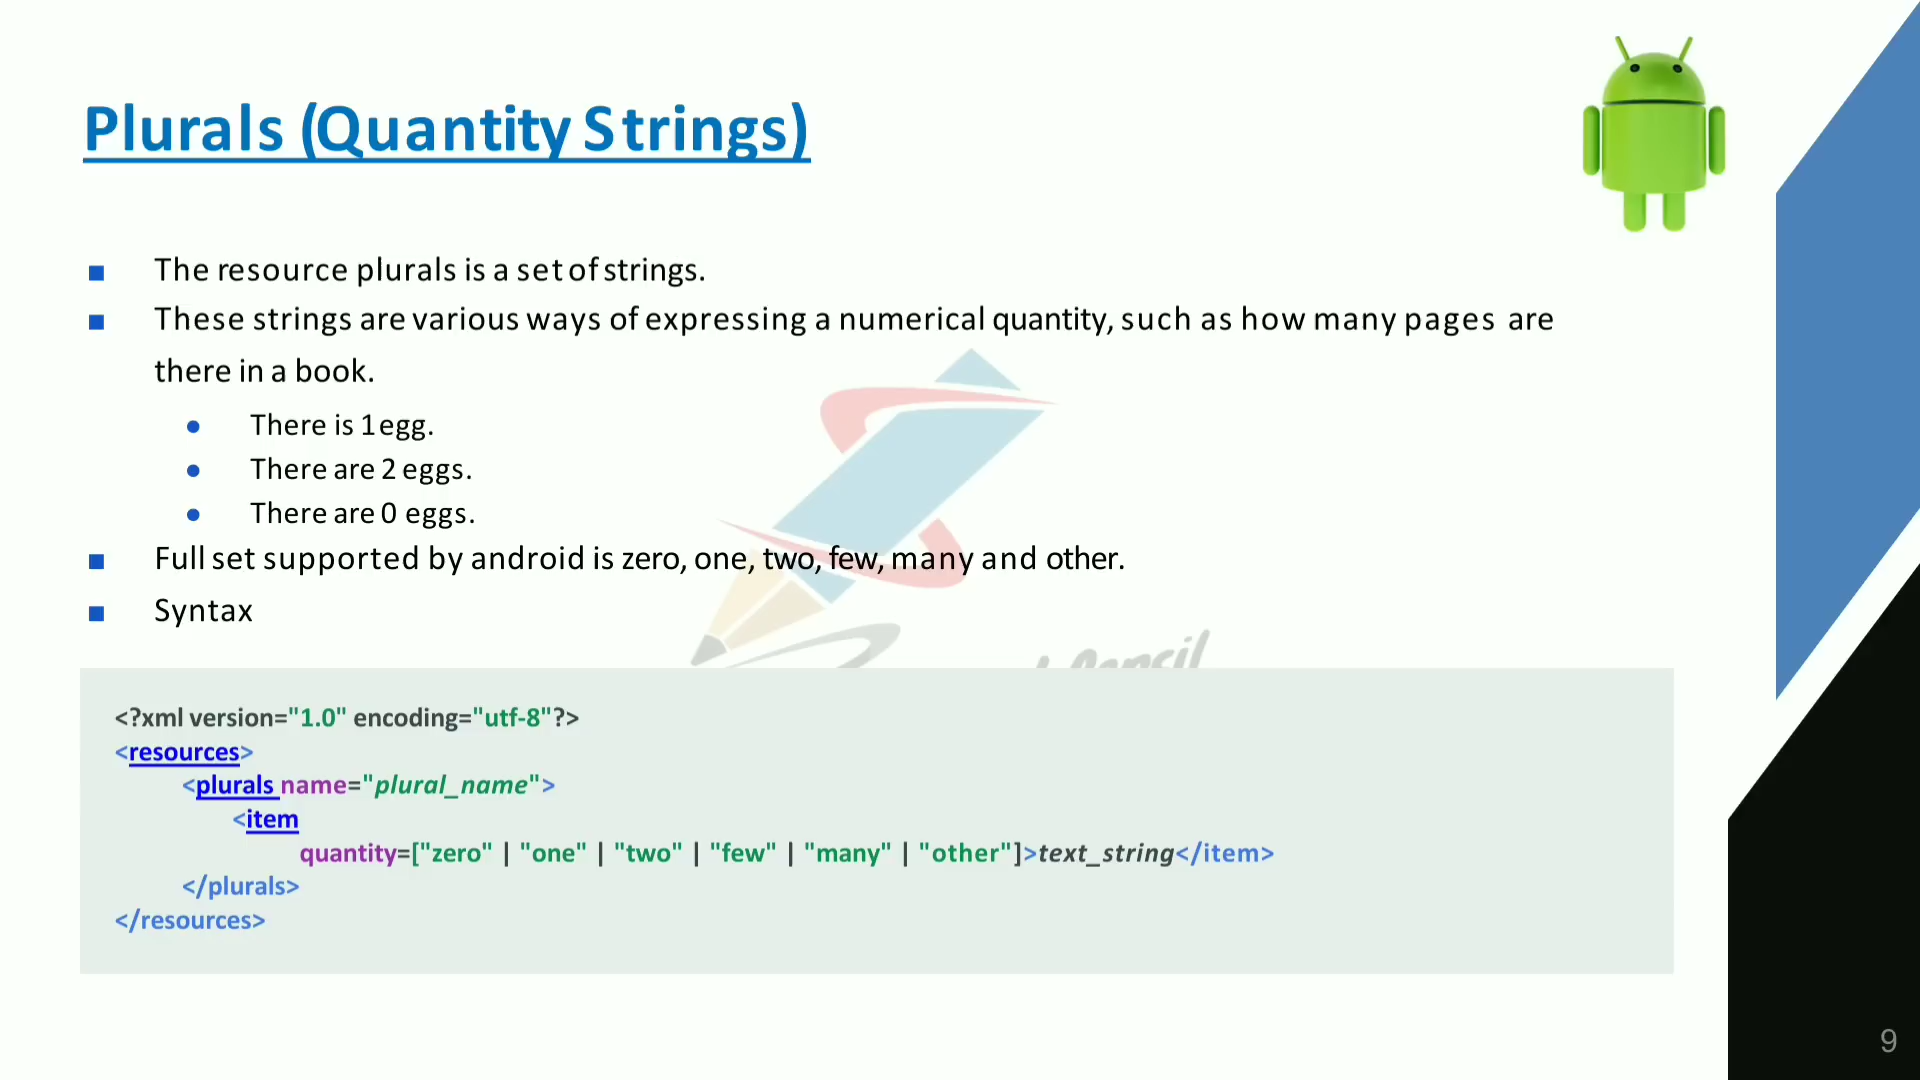 Plurals (Quantity Strings)
The resource plurals is a set of strings.
These strings are various ways of expressing a numerical quantity, such as how many pages are
there in a book.
There is 1 egg.
There are 2 eggs.
There are 0 eggs.
Full set supported by android is zero, one, two, few, many and other.
Syntax
<?xml version="1.0" encoding="utf-8"?>
<resources>
<plurals name="plural_name">
<item
quantity=["zero" | "one" | "two" | "few" | "many" | "other"]>text_string</item>
</plurals>
</resources>
9